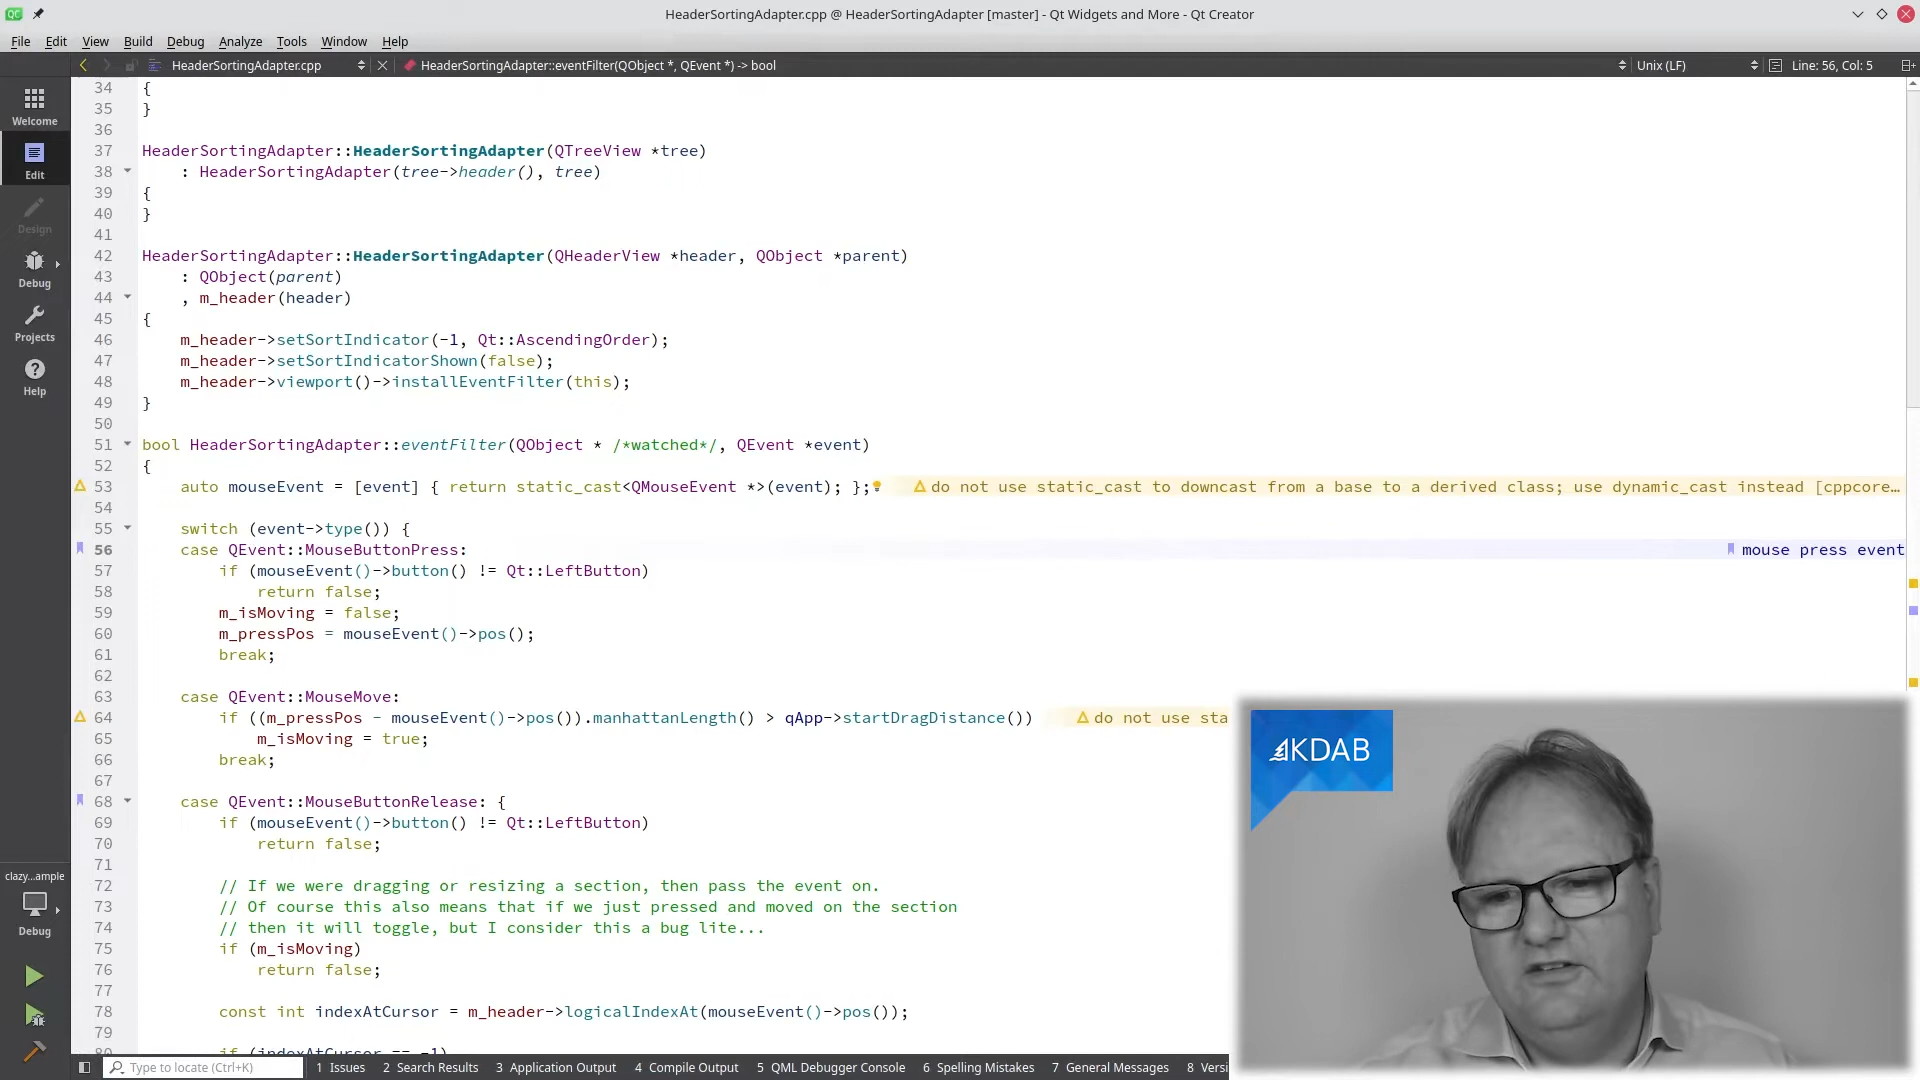 HeaderSortingAdapter.cpp @ HeaderSortingAdapter [master] - Qt Widgets and More - Qt Creator
File Edit View Build Debug Analyze Tools Window Help
HeaderSortingAdapter.cpp HeaderSortingAdapter::eventFilter(QObject *, QEvent *) -> bool Unix (LF) Line: 56, Col: 5
Welcome
Edit
Design
Debug
Projects
Help
clazy...ample
Debug
34 {
35 }
36
37 HeaderSortingAdapter::HeaderSortingAdapter(QTreeView *tree)
38 : HeaderSortingAdapter(tree->header(), tree)
39 {
40 }
41
42 HeaderSortingAdapter::HeaderSortingAdapter(QHeaderView *header, QObject *parent)
43 : QObject(parent)
44 , m_header(header)
45 {
46 m_header->setSortIndicator(-1, Qt::AscendingOrder);
47 m_header->setSortIndicatorShown(false);
48 m_header->viewport()->installEventFilter(this);
49 }
50
51 bool HeaderSortingAdapter::eventFilter(QObject * /*watched*/, QEvent *event)
52 {
53 auto mouseEvent = [event] { return static_cast<QMouseEvent *>(event); }; do not use static_cast to downcast from a base to a derived class; use dynamic_cast instead [cppcore…
54
55 switch (event->type()) {
56 case QEvent::MouseButtonPress: mouse press event
57 if (mouseEvent()->button() != Qt::LeftButton)
58 return false;
59 m_isMoving = false;
60 m_pressPos = mouseEvent()->pos();
61 break;
62
63 case QEvent::MouseMove:
64 if ((m_pressPos - mouseEvent()->pos()).manhattanLength() > qApp->startDragDistance()) do not use sta
65 m_isMoving = true;
66 break;
67
68 case QEvent::MouseButtonRelease: {
69 if (mouseEvent()->button() != Qt::LeftButton)
70 return false;
71
72 // If we were dragging or resizing a section, then pass the event on.
73 // Of course this also means that if we just pressed and moved on the section
74 // then it will toggle, but I consider this a bug lite...
75 if (m_isMoving)
76 return false;
77
78 const int indexAtCursor = m_header->logicalIndexAt(mouseEvent()->pos());
79
80 if (indexAtCursor == -1)
KDAB
Type to locate (Ctrl+K) 1 Issues 2 Search Results 3 Application Output 4 Compile Output 5 QML Debugger Console 6 Spelling Mistakes 7 General Messages 8 Versi